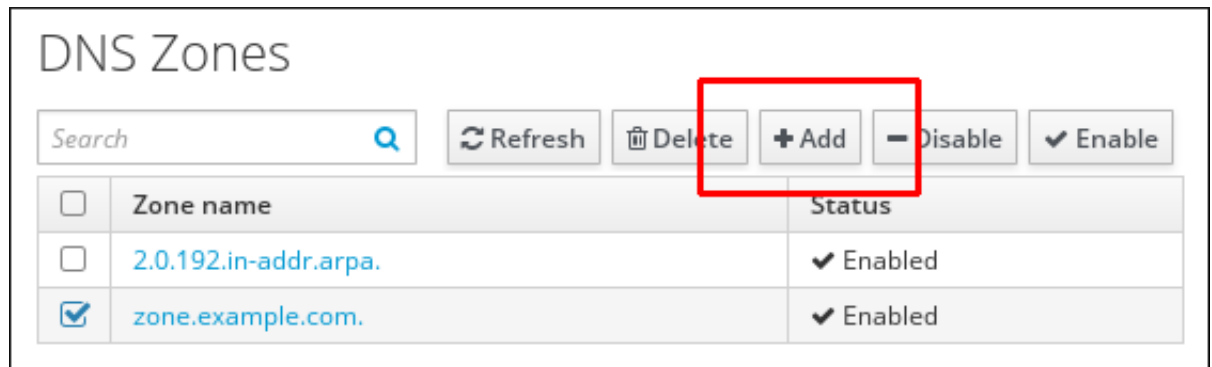 DNS Zones
Search Refresh Delete Add Disable Enable
Zone name Status
2.0.192.in-addr.arpa. Enabled
zone.example.com. Enabled